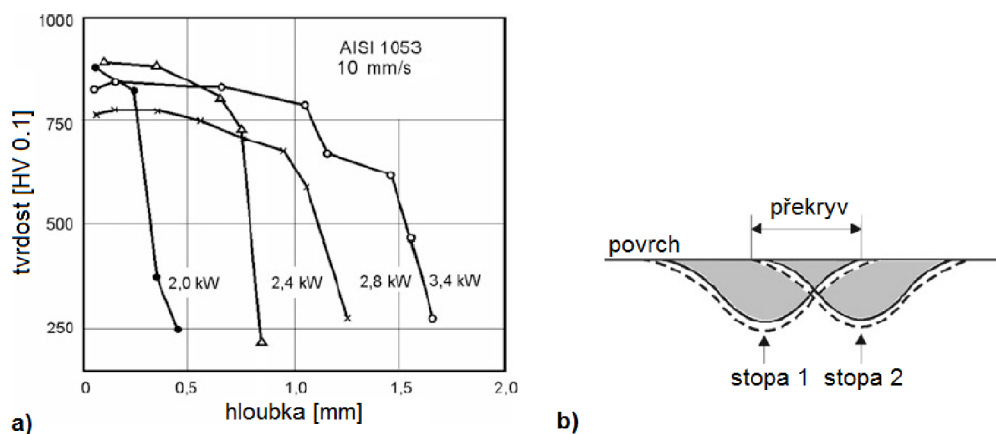 1000
750
500
250
tvrdost [HV 0.1]
AISI 1053
10 mm/s
2,0 kW
2,4 kW
2,8 kW
3,4 kW
0
0,5
1,0
1,5
2,0
hloubka [mm]
a)
překryv
povrch
stopa 1
stopa 2
b)